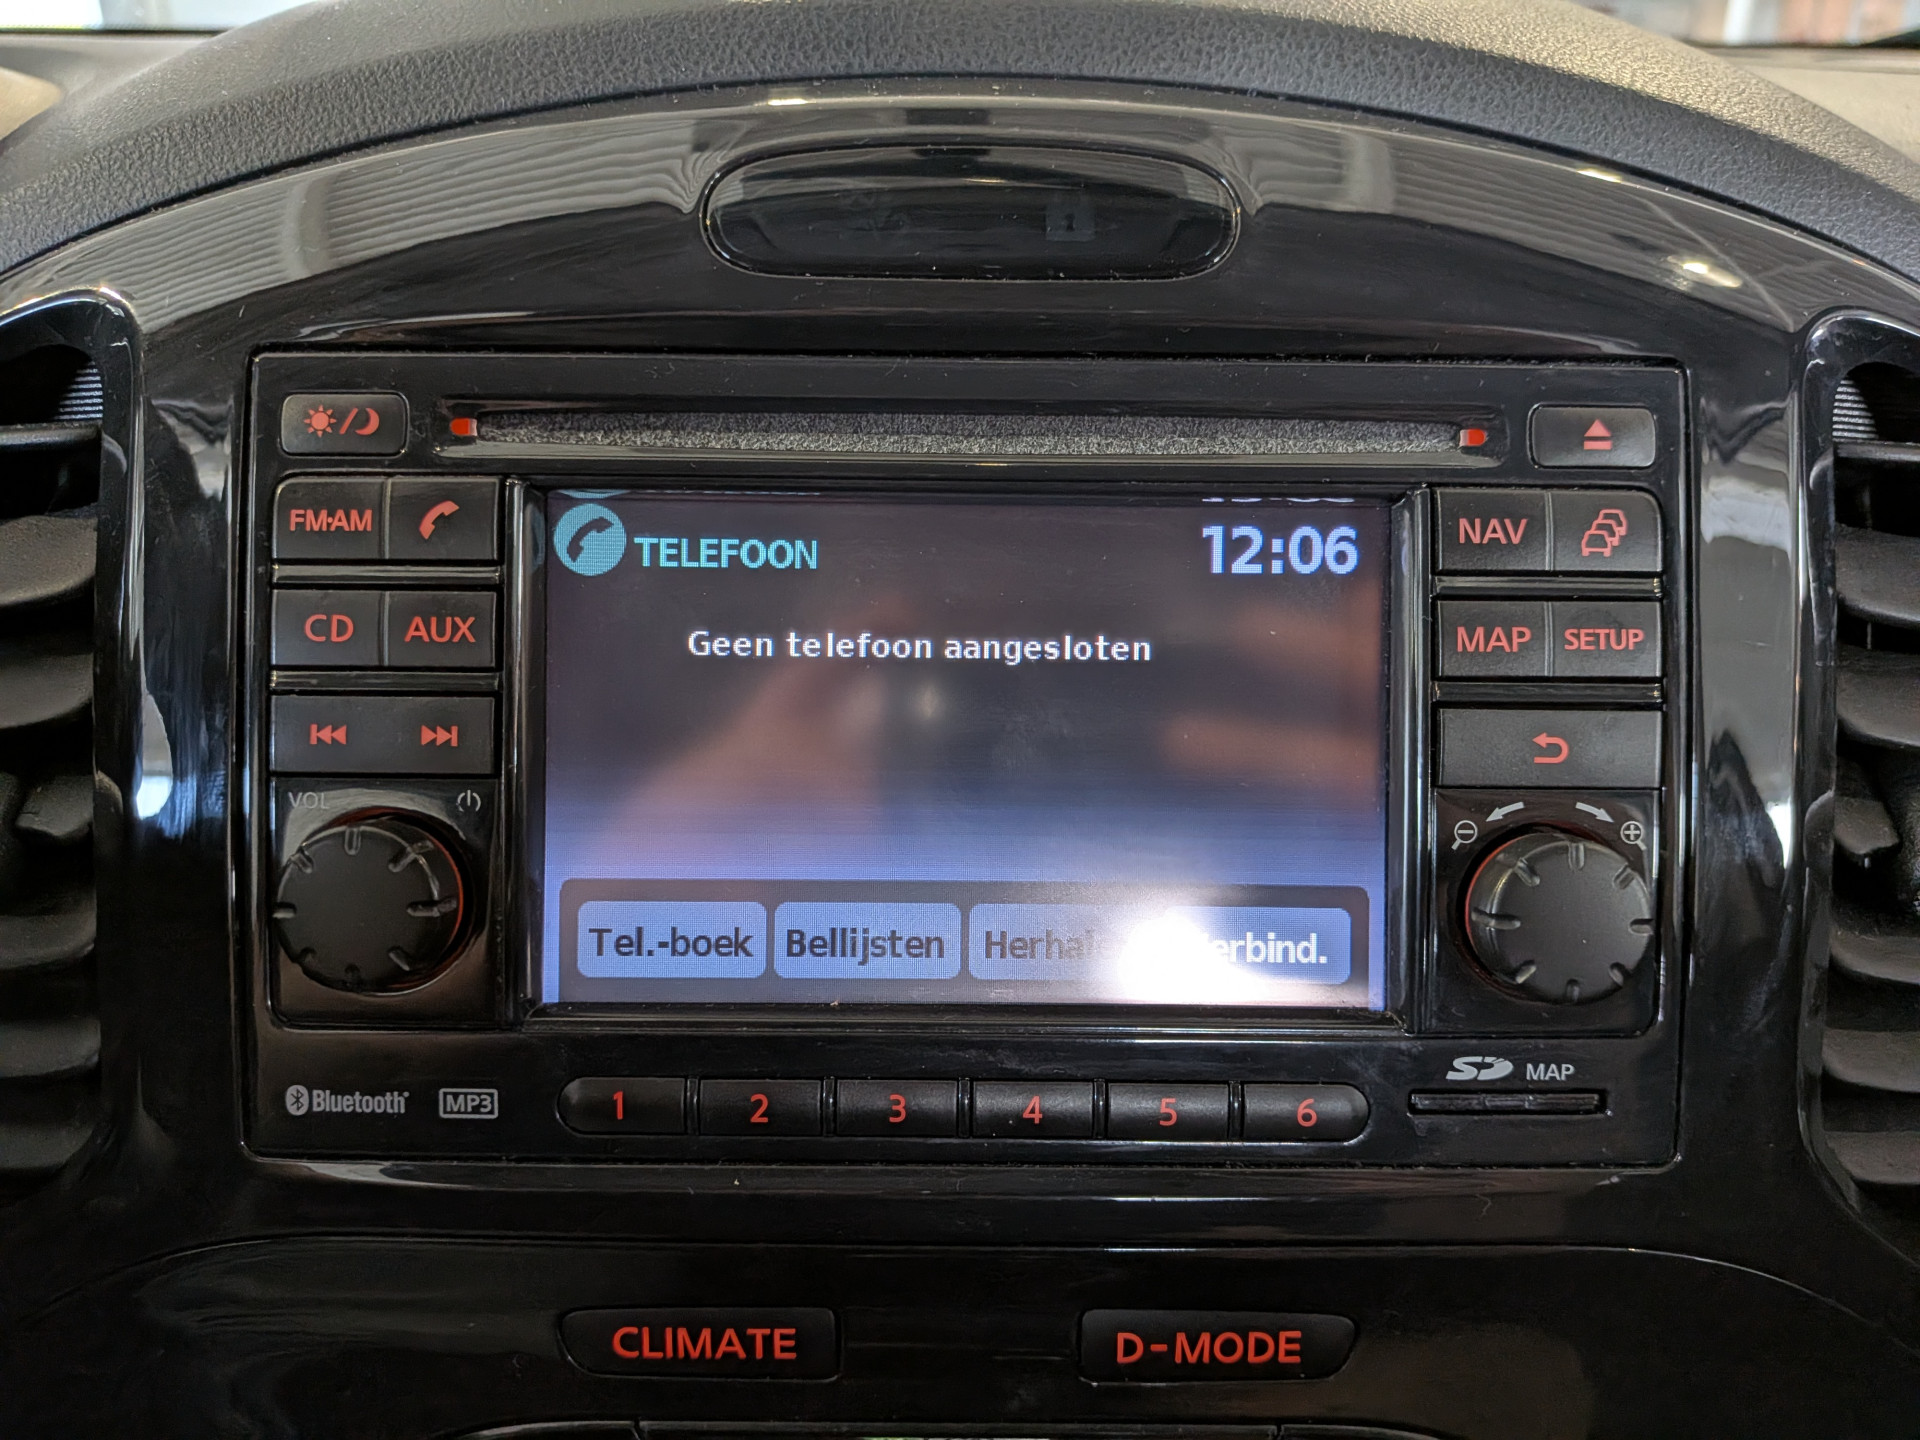 FM·AM
CD AUX
VOL
TELEFOON 12:06
Geen telefoon aangesloten
Tel.-boek Bellijsten
NAV
MAP SETUP
Bluetooth MP3
1 2 3 4 5 6
SD MAP
CLIMATE D-MODE